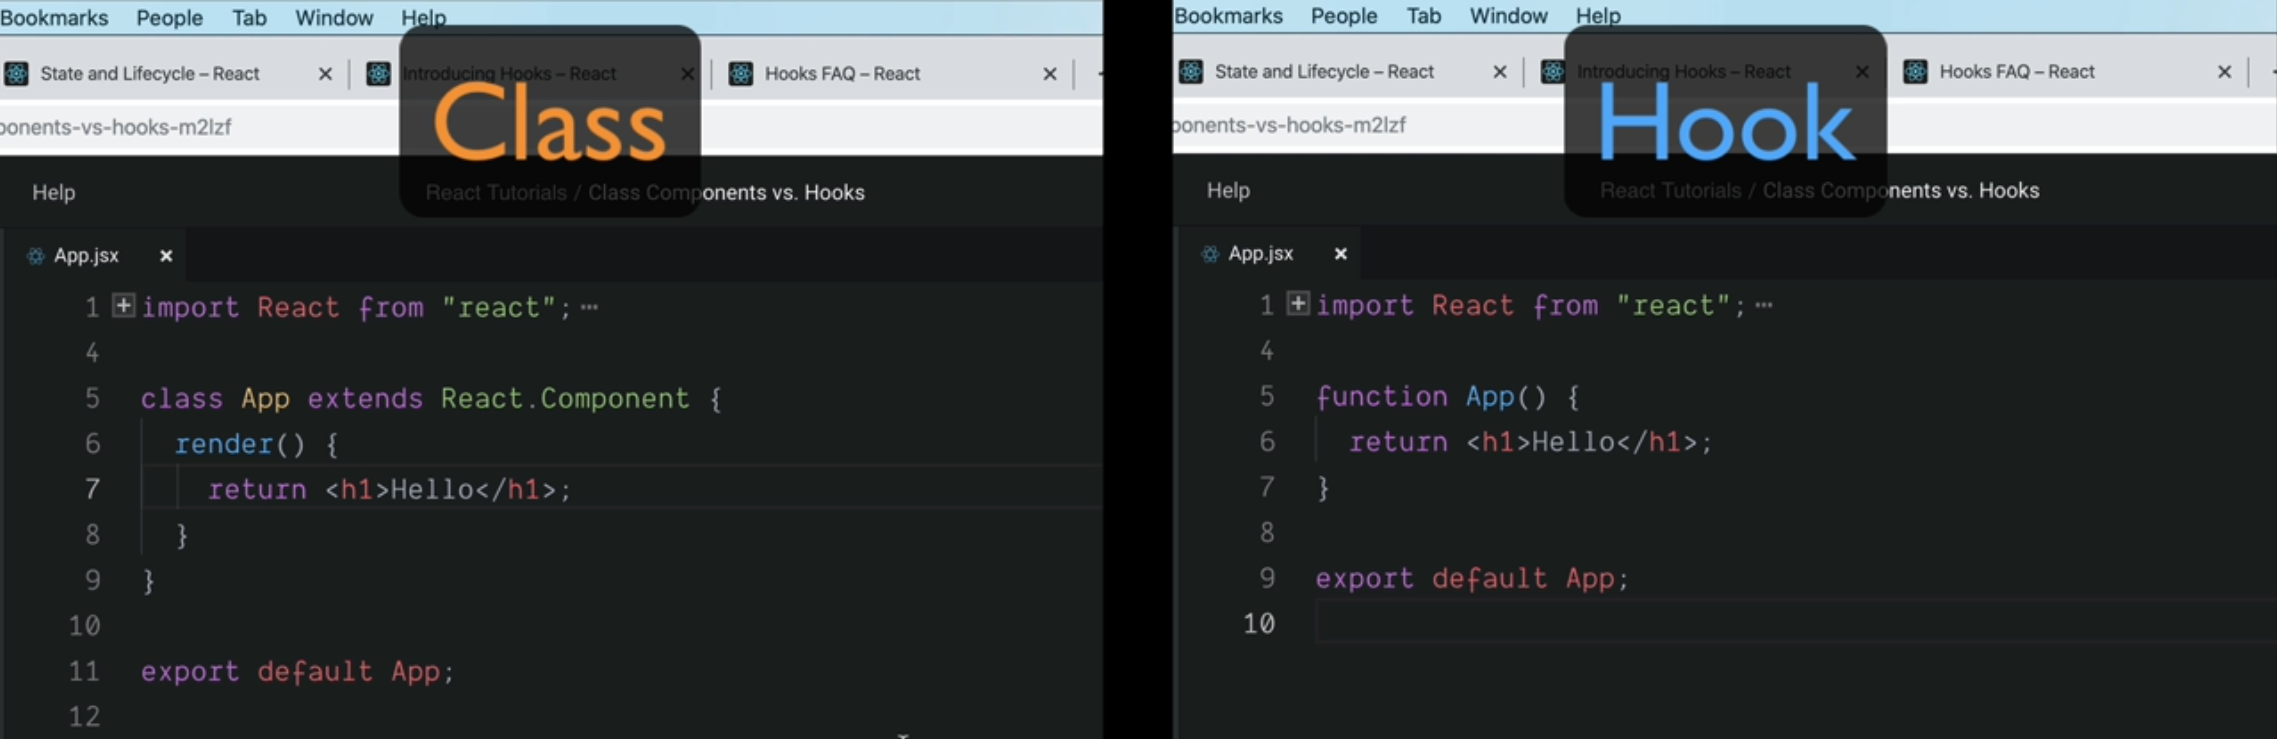 Bookmarks People Tab Window Help
State and Lifecycle – React Introducing Hooks – React Hooks FAQ – React
ponents-vs-hooks-m2lzf
Class
Help React Tutorials / Class Components vs. Hooks
App.jsx
1 import React from "react"; ⋯
4
5 class App extends React.Component {
6 render() {
7 return <h1>Hello</h1>;
8 }
9 }
10
11 export default App;
12
Bookmarks People Tab Window Help
State and Lifecycle – React Introducing Hooks – React Hooks FAQ – React
ponents-vs-hooks-m2lzf
Hook
Help React Tutorials / Class Components vs. Hooks
App.jsx
1 import React from "react"; ⋯
4
5 function App() {
6 return <h1>Hello</h1>;
7 }
8
9 export default App;
10